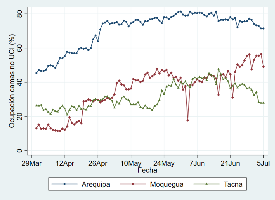 Ocupación camas no UCI (%)
80
60
40
20
0
29Mar 12Apr 26Apr 10May 24May 7Jun 21Jun 5Jul
Fecha
Arequipa Moquegua Tacna